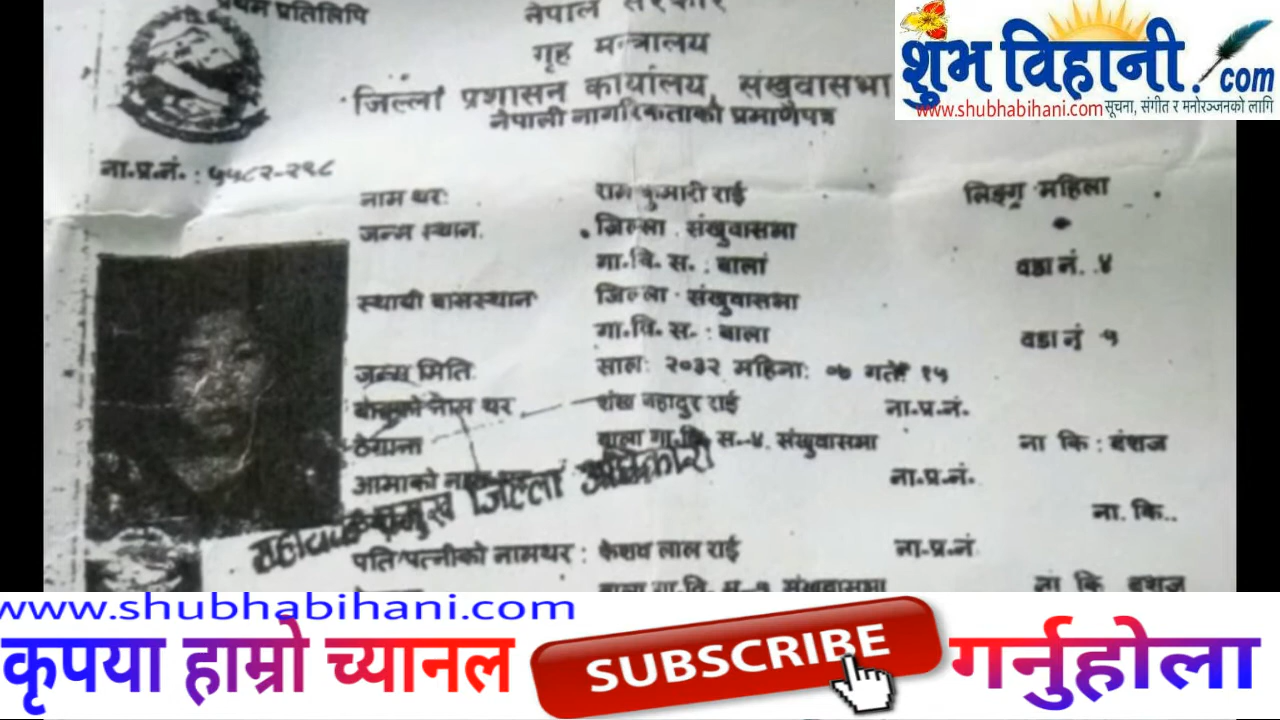 प्रथम प्रतिलिपि
नेपाल सरकार
गृह मन्त्रालय
जिल्ला प्रशासन कार्यालय, संखुवासभा
नेपाली नागरिकताको प्रमाणपत्र
शुभ विहानी.com
www.shubhabihani.com सूचना, संगीत र मनोरञ्जनको लागि
ना.प्र.नं. : ५५८२-२९८
नाम थरः राम कुमारी राई लिङ्गः महिला
जन्म स्थान. जिल्ला संखुवासभा
गा.वि.स. : बाला वडा नं. ४
स्थायी बासस्थान जिल्ला संखुवासभा
गा.वि.स. : बाला वडा नं ५
जन्म मिति सालः २०३२ महिनाः ०७ गतेः १५
बाबुको नाम थर शंख बहादुर राई ना.प्र.नं.
ठेगाना बाला गा.वि.स.-४, संखुवासभा ना कि : बंशज
आमाको नाम थर ना.प्र.नं.
प्रमुख जिल्ला अधिकारी
ना. कि..
पति/पत्नीको नामथर : केशव लाल राई ना.प्र.नं.
बाला गा.वि.स-५ संखुवासभा ना कि बंशज
www.shubhabihani.com
कृपया हाम्रो च्यानल SUBSCRIBE गर्नुहोला